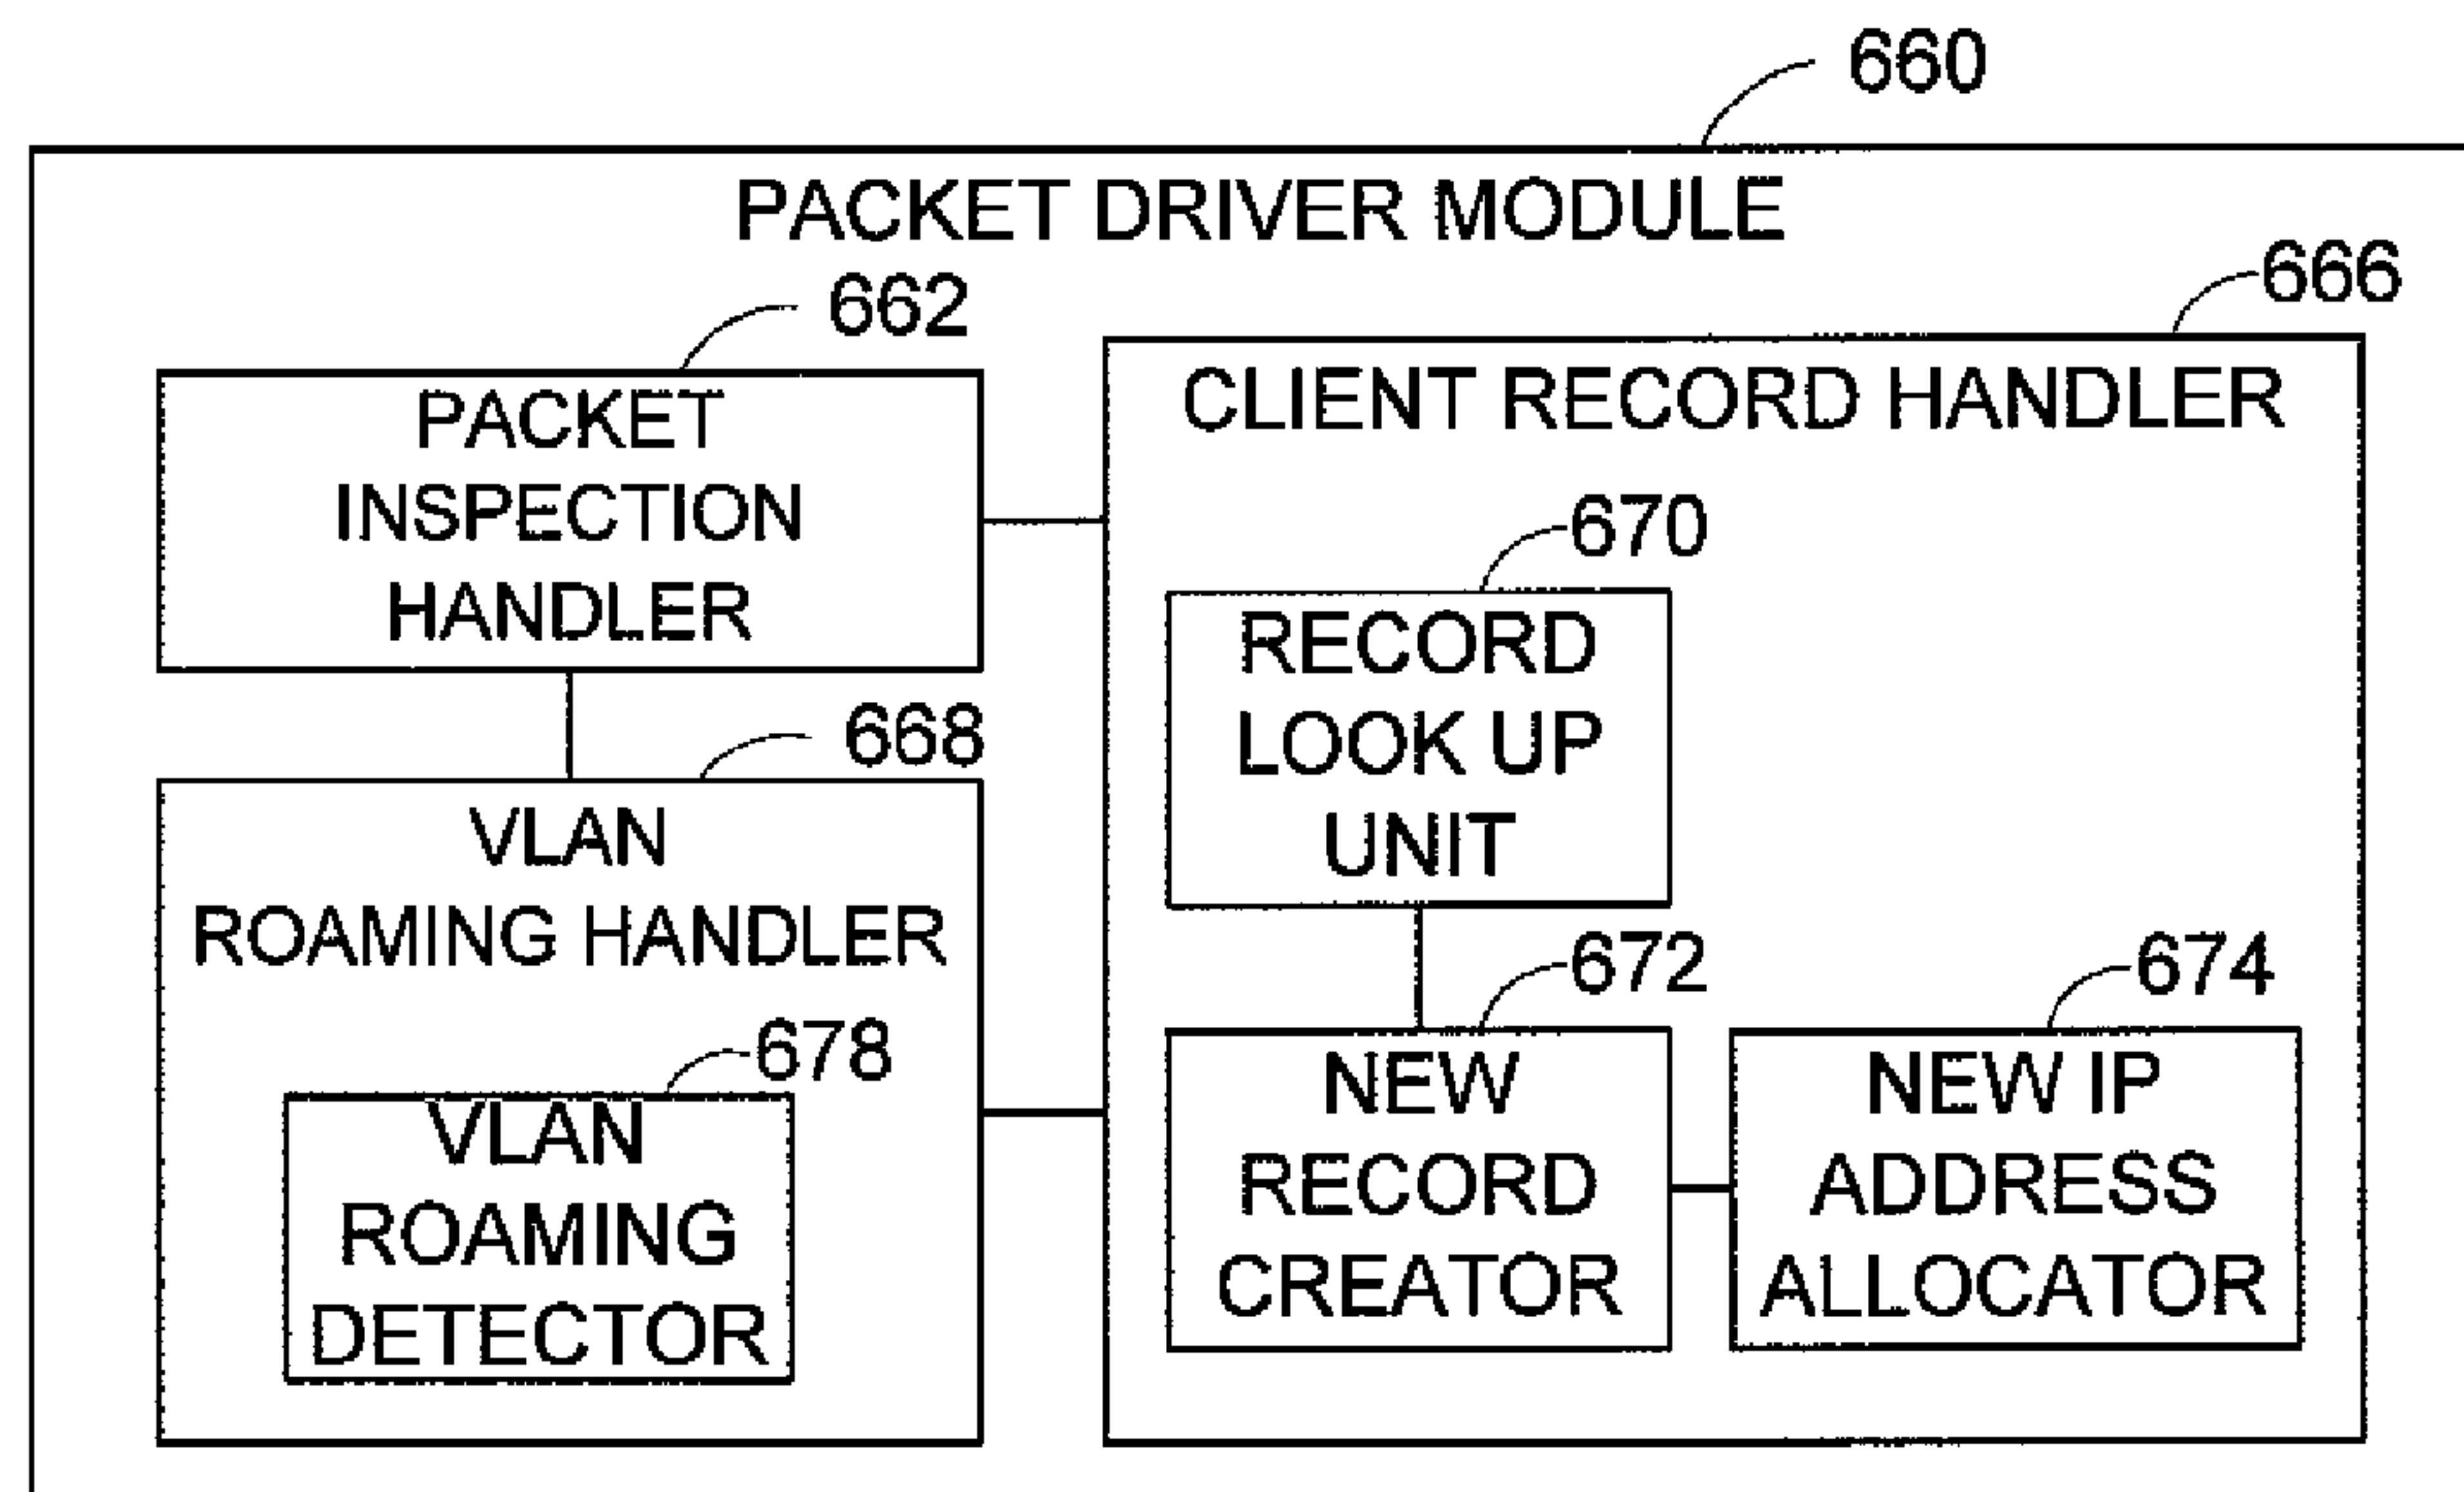 660
PACKET DRIVER MODULE
662
666
PACKET
INSPECTION
HANDLER
CLIENT RECORD HANDLER
670
RECORD
LOOK UP
UNIT
668
VLAN
ROAMING HANDLER
678
VLAN
ROAMING
DETECTOR
672
NEW
RECORD
CREATOR
674
NEW IP
ADDRESS
ALLOCATOR